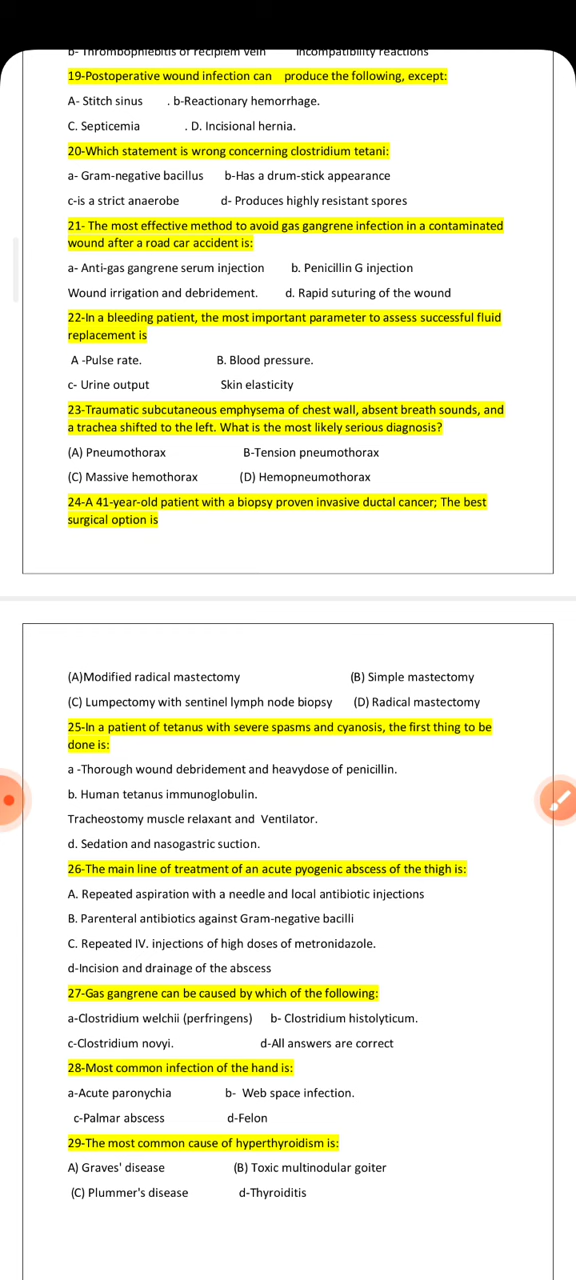 b- Thrombophlebitis of recipiem vein incompatibility reactions
19-Postoperative wound infection can produce the following, except:
A- Stitch sinus . b-Reactionary hemorrhage.
C. Septicemia . D. Incisional hernia.
20-Which statement is wrong concerning clostridium tetani:
a- Gram-negative bacillus b-Has a drum-stick appearance
c-is a strict anaerobe d- Produces highly resistant spores
21- The most effective method to avoid gas gangrene infection in a contaminated
wound after a road car accident is:
a- Anti-gas gangrene serum injection b. Penicillin G injection
Wound irrigation and debridement. d. Rapid suturing of the wound
22-In a bleeding patient, the most important parameter to assess successful fluid
replacement is
A -Pulse rate. B. Blood pressure.
c- Urine output Skin elasticity
23-Traumatic subcutaneous emphysema of chest wall, absent breath sounds, and
a trachea shifted to the left. What is the most likely serious diagnosis?
(A) Pneumothorax B-Tension pneumothorax
(C) Massive hemothorax (D) Hemopneumothorax
24-A 41-year-old patient with a biopsy proven invasive ductal cancer; The best
surgical option is
(A)Modified radical mastectomy (B) Simple mastectomy
(C) Lumpectomy with sentinel lymph node biopsy (D) Radical mastectomy
25-In a patient of tetanus with severe spasms and cyanosis, the first thing to be
done is:
a -Thorough wound debridement and heavydose of penicillin.
b. Human tetanus immunoglobulin.
Tracheostomy muscle relaxant and Ventilator.
d. Sedation and nasogastric suction.
26-The main line of treatment of an acute pyogenic abscess of the thigh is:
A. Repeated aspiration with a needle and local antibiotic injections
B. Parenteral antibiotics against Gram-negative bacilli
C. Repeated IV. injections of high doses of metronidazole.
d-Incision and drainage of the abscess
27-Gas gangrene can be caused by which of the following:
a-Clostridium welchii (perfringens) b- Clostridium histolyticum.
c-Clostridium novyi. d-All answers are correct
28-Most common infection of the hand is:
a-Acute paronychia b- Web space infection.
c-Palmar abscess d-Felon
29-The most common cause of hyperthyroidism is:
A) Graves' disease (B) Toxic multinodular goiter
(C) Plummer's disease d-Thyroiditis